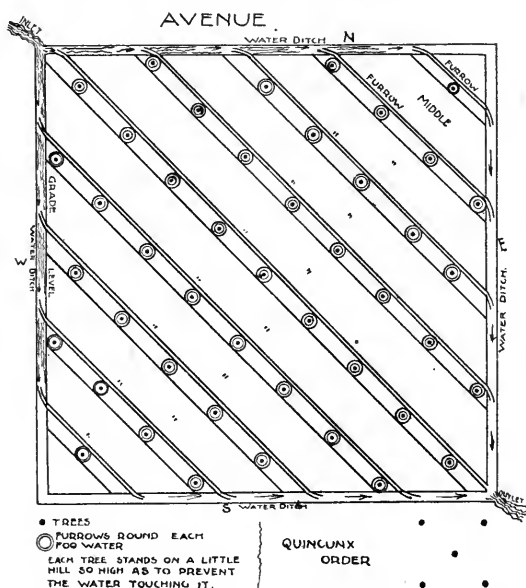 AVENUE
INLET
WATER DITCH
N
FURROW
FURROW
MIDDLE
GRADE
LEVEL
W
WATER DITCH
E
WATER DITCH.
OUTLET
S WATER DITCH
TREES
FURROWS ROUND EACH
FOR WATER
EACH TREE STANDS ON A LITTLE
HILL SO HIGH AS TO PREVENT
THE WATER TOUCHING IT.
QUINCUNX
ORDER